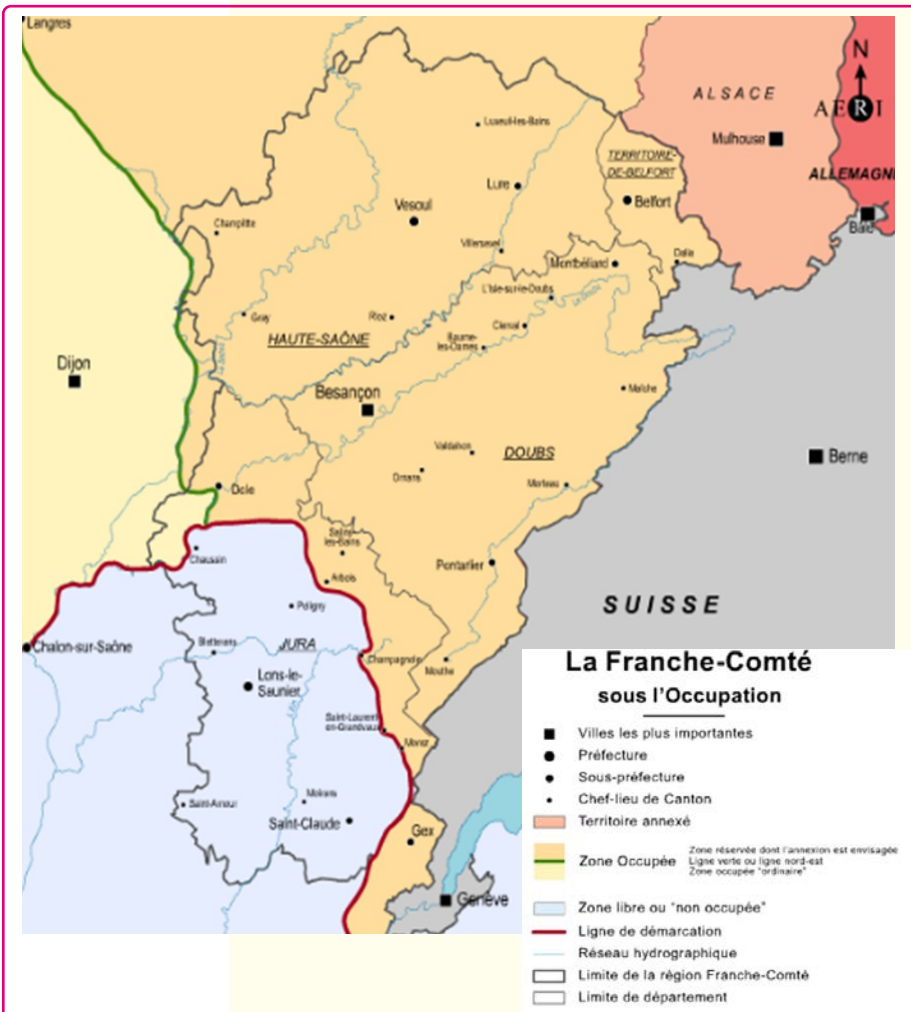 Langres
N
ALSACE
AERI
Luxeuil-les-Bains
Mulhouse
TERRITOIRE-
DE-BELFORT
ALLEMAGNE
Lure
Vesoul
Belfort
Bâle
Champlitte
Villersexel
Montbéliard
Delle
L'Isle-sur-le-Doubs
Gray
Rioz
Clerval
HAUTE-SAÔNE
Baume-
les-Dames
Dijon
Besançon
Maîche
Valdahon
DOUBS
Berne
Ornans
Morteau
Dole
Salins-
les-Bains
Chaussin
Pontarlier
Arbois
Poligny
SUISSE
Chalon-sur-Saône
Bletterans
JURA
Champagnole
Mouthe
Lons-le-
Saunier
Saint-Laurent-
en-Grandvaux
Morez
Saint-Amour
Moirans
Saint-Claude
Gex
Genève
La Franche-Comté
sous l'Occupation
Villes les plus importantes
Préfecture
Sous-préfecture
Chef-lieu de Canton
Territoire annexé
Zone Occupée
Zone réservée dont l'annexion est envisagée
Ligne verte ou ligne nord-est
Zone occupée "ordinaire"
Zone libre ou "non occupée"
Ligne de démarcation
Réseau hydrographique
Limite de la région Franche-Comté
Limite de département